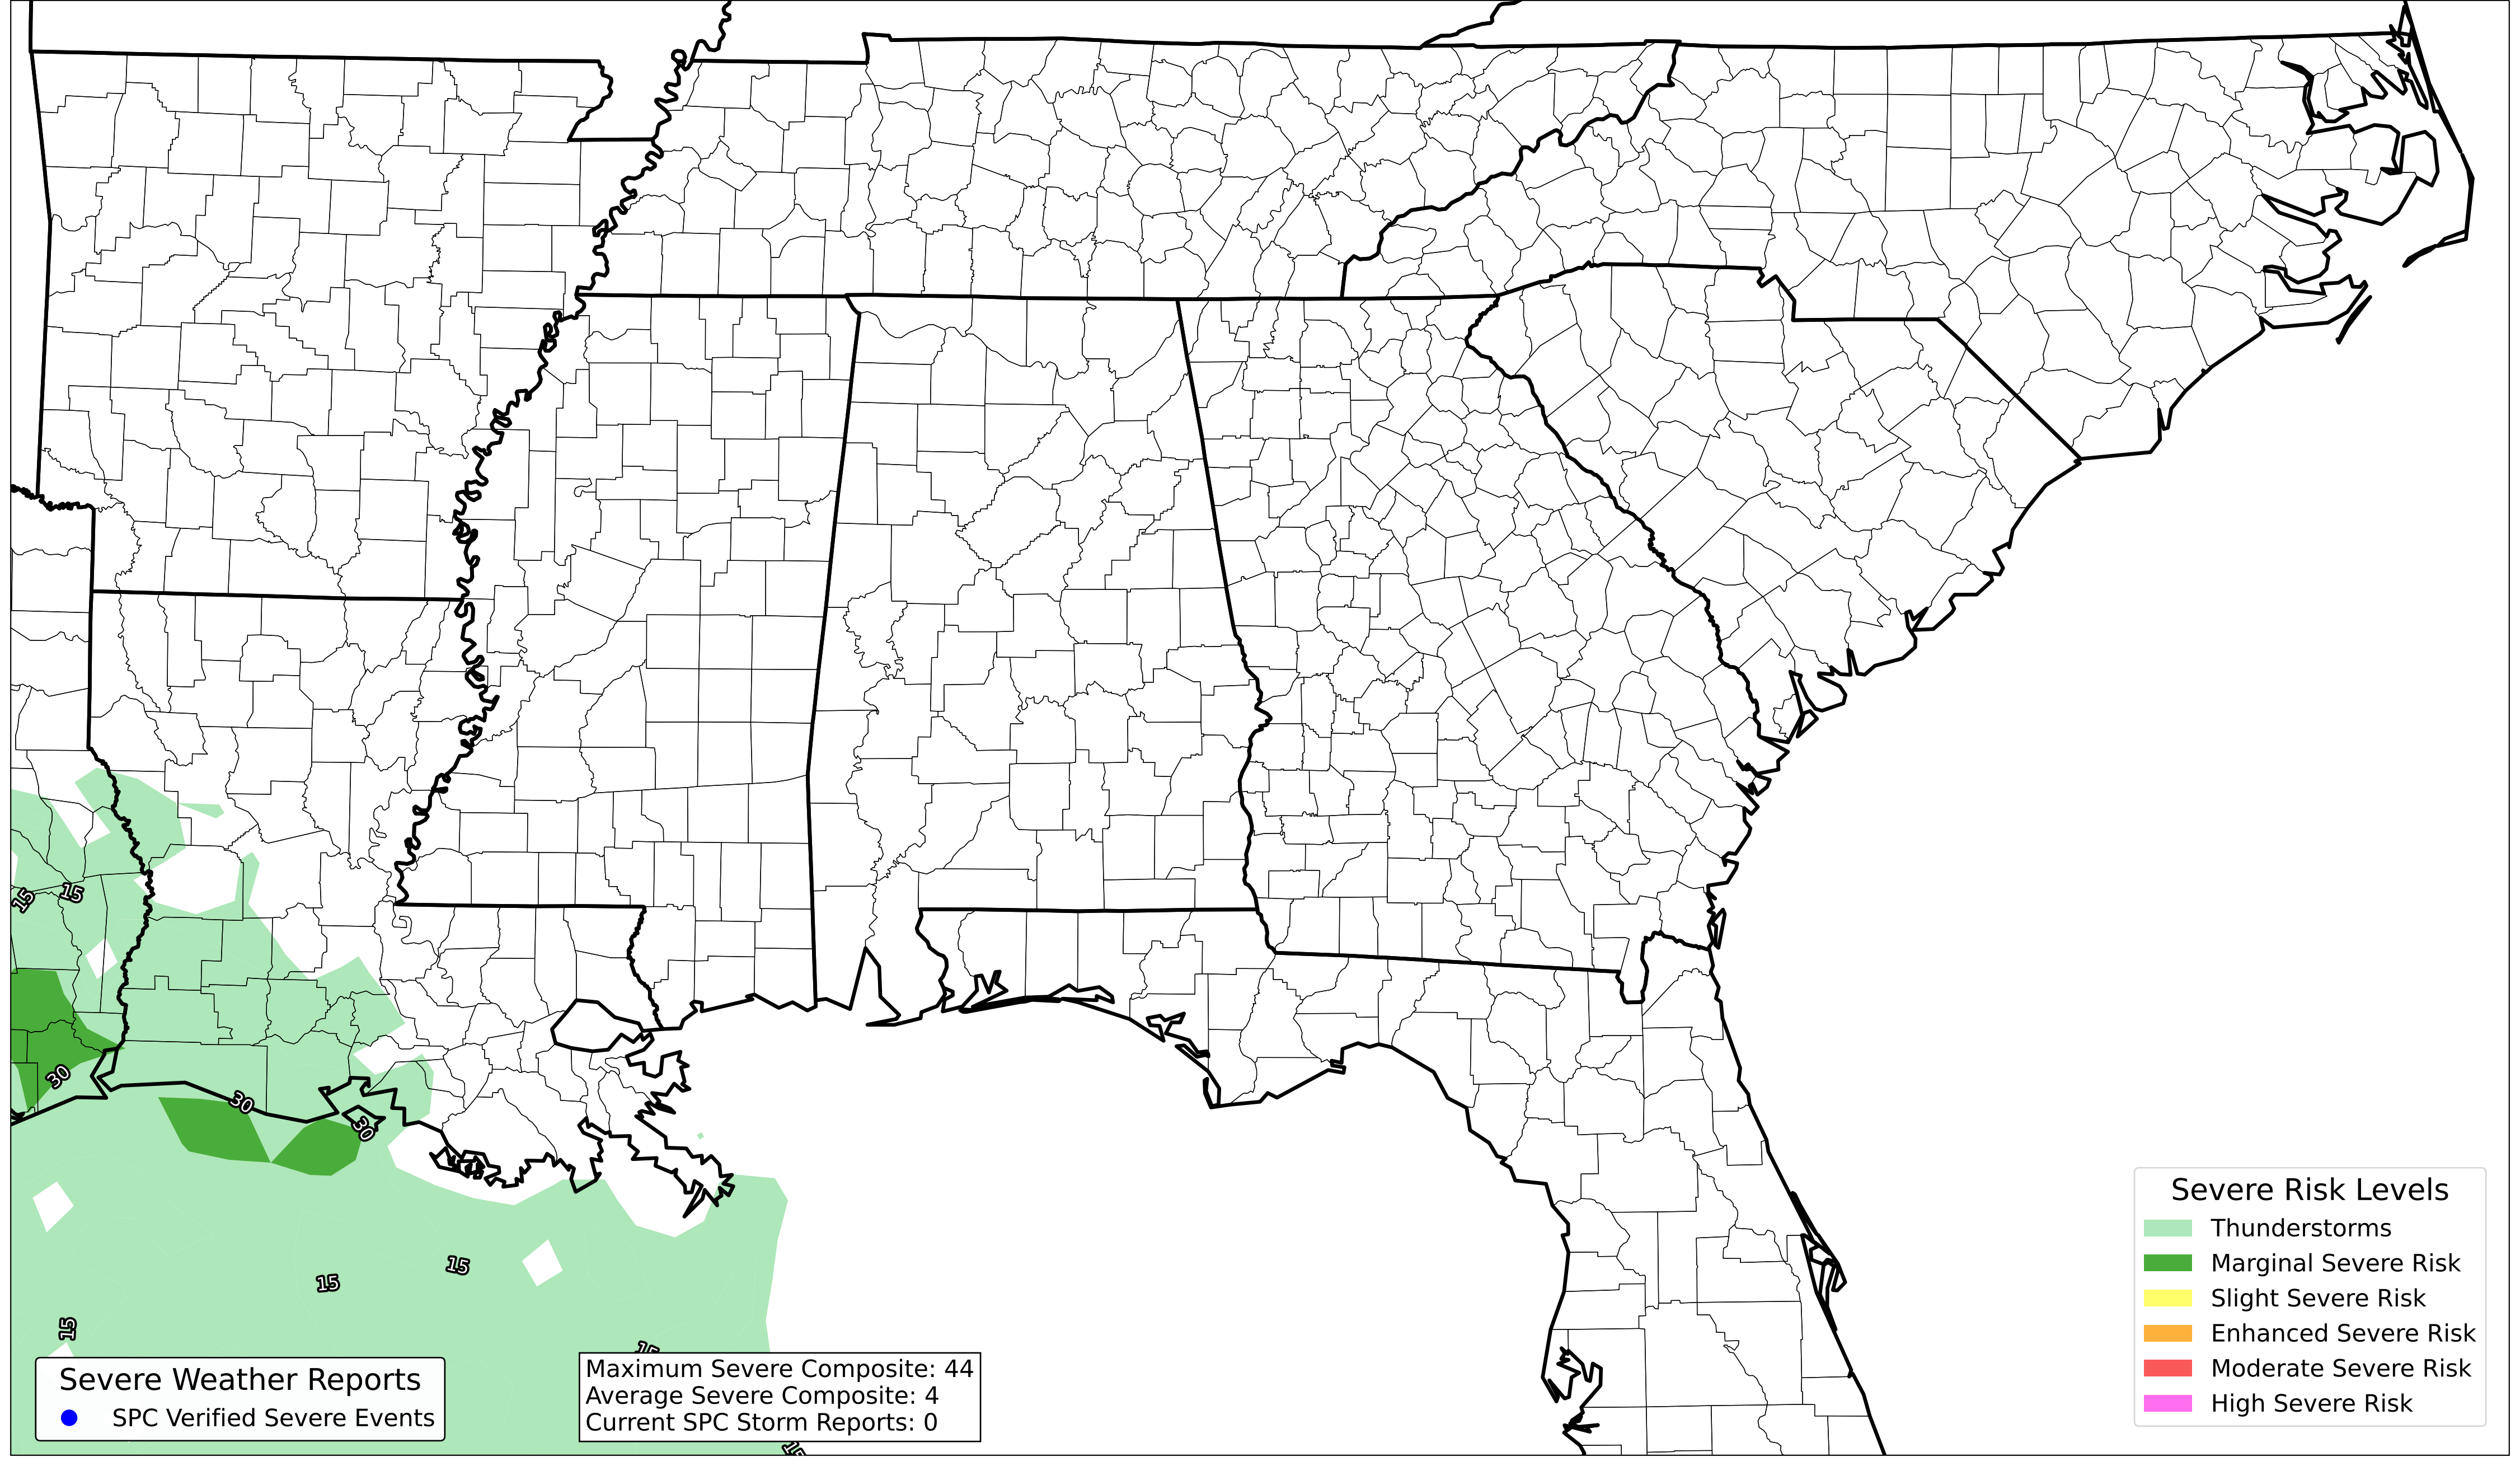 15
15
30
30
30
15
15
15
15
15
Severe Weather Reports
SPC Verified Severe Events
Maximum Severe Composite: 44
Average Severe Composite: 4
Current SPC Storm Reports: 0
Severe Risk Levels
Thunderstorms
Marginal Severe Risk
Slight Severe Risk
Enhanced Severe Risk
Moderate Severe Risk
High Severe Risk